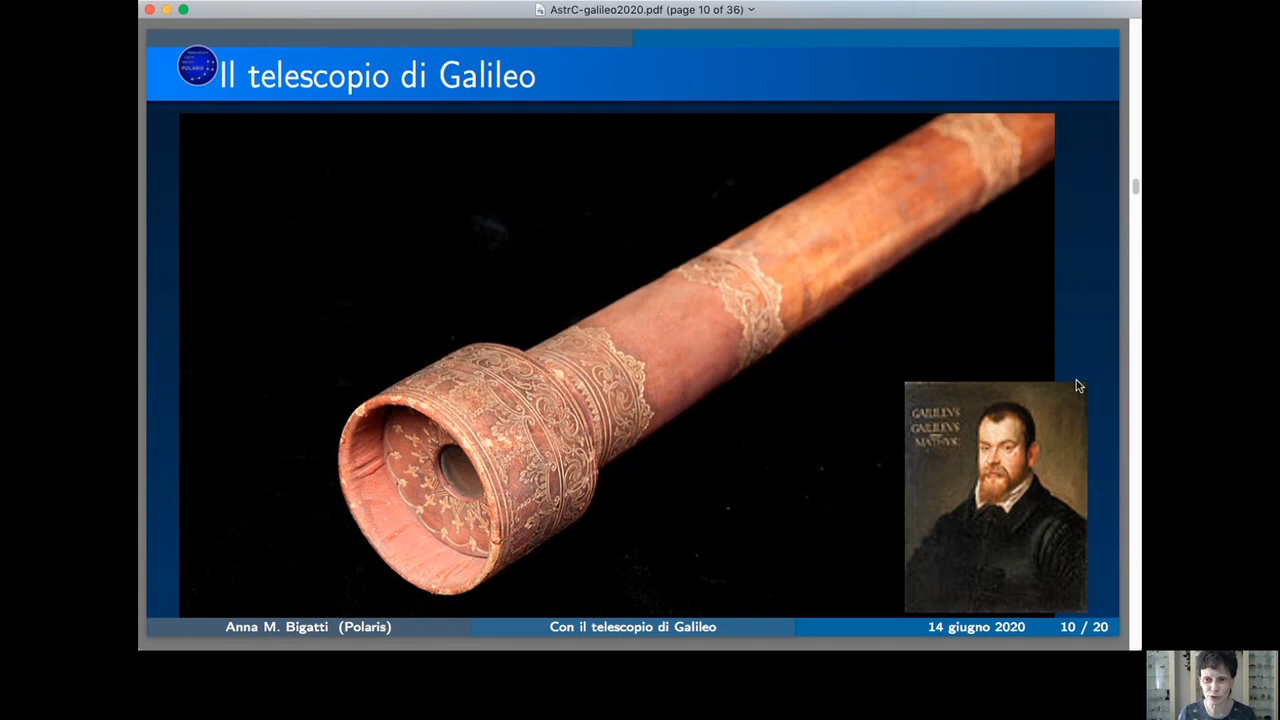 AstrC-galileo2020.pdf (page 10 of 36)
POLARIS
Il telescopio di Galileo
GALILEVS
GALILEVS
Anna M. Bigatti (Polaris)
Con il telescopio di Galileo
14 giugno 2020
10 / 20